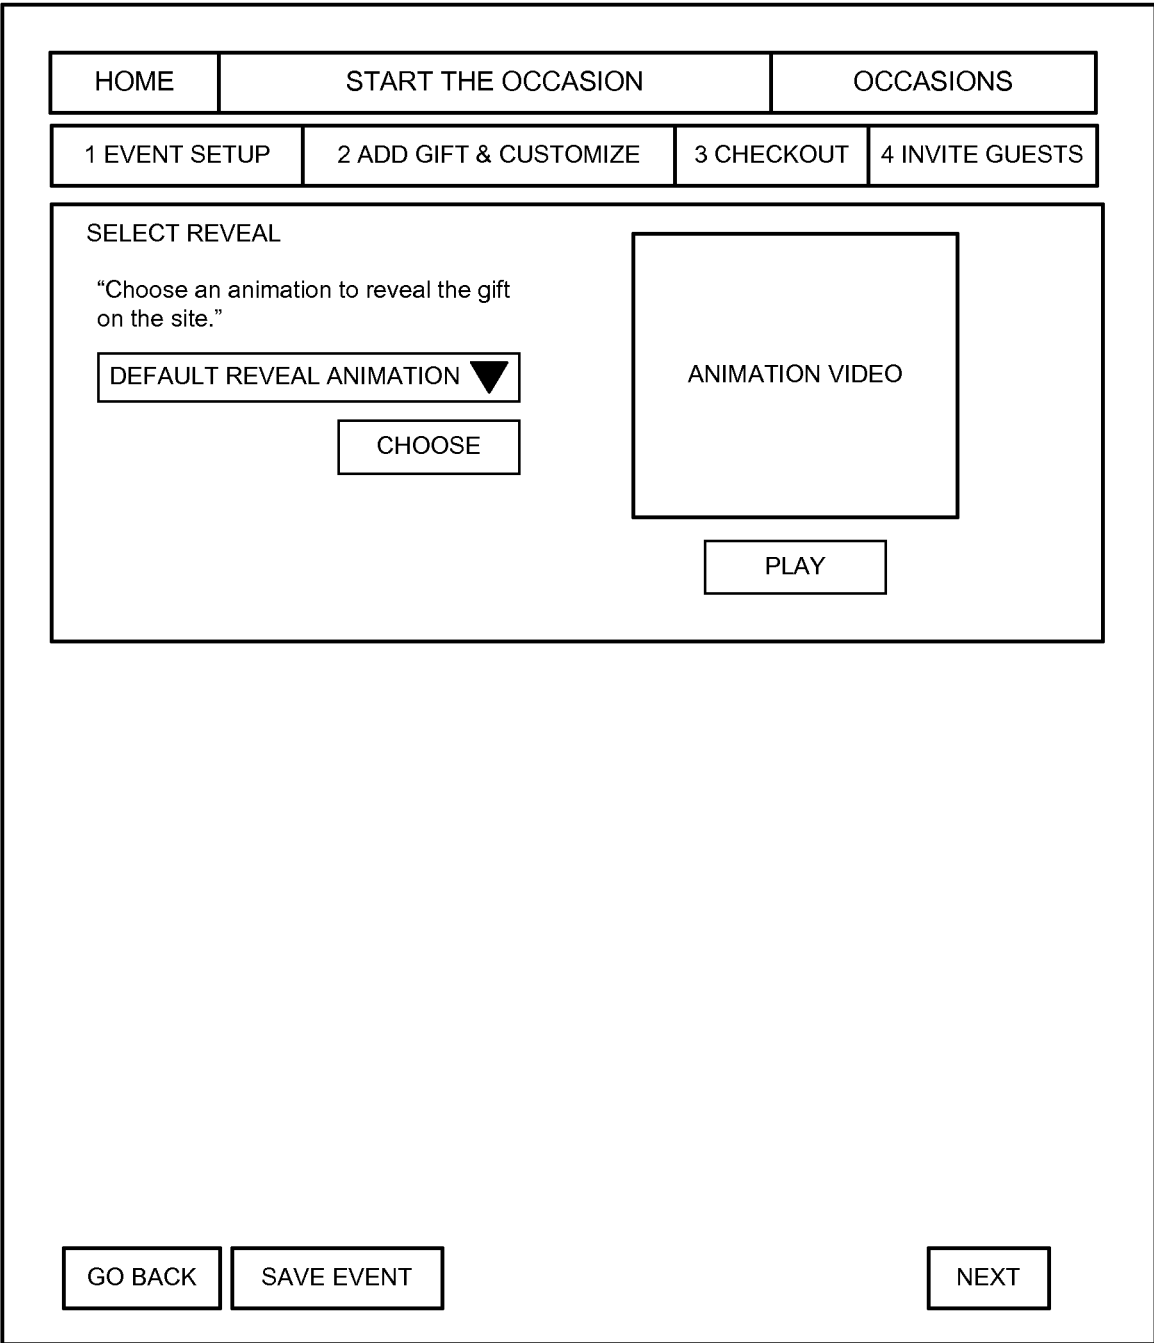 HOME START THE OCCASION OCCASIONS
1 EVENT SETUP 2 ADD GIFT & CUSTOMIZE 3 CHECKOUT 4 INVITE GUESTS
SELECT REVEAL
“Choose an animation to reveal the gift
on the site.”
DEFAULT REVEAL ANIMATION
CHOOSE
ANIMATION VIDEO
PLAY
GO BACK SAVE EVENT NEXT